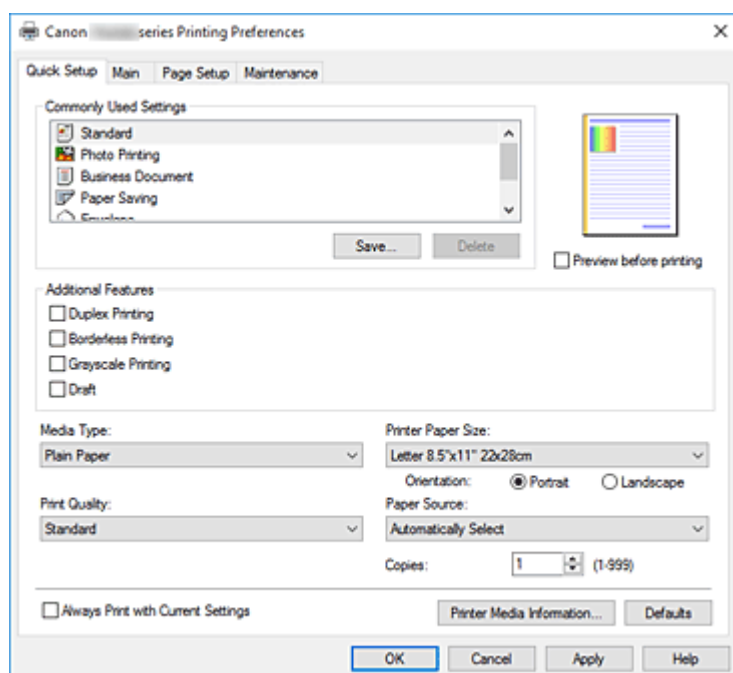 Canon series Printing Preferences
Quick Setup Main Page Setup Maintenance
Commonly Used Settings
Standard
Photo Printing
Business Document
Paper Saving
Save... Delete
Preview before printing
Additional Features
Duplex Printing
Borderless Printing
Grayscale Printing
Draft
Media Type: Printer Paper Size:
Plain Paper Letter 8.5"x11" 22x28cm
Orientation: Portrait Landscape
Print Quality: Paper Source:
Standard Automatically Select
Copies: 1 (1-999)
Always Print with Current Settings Printer Media Information... Defaults
OK Cancel Apply Help